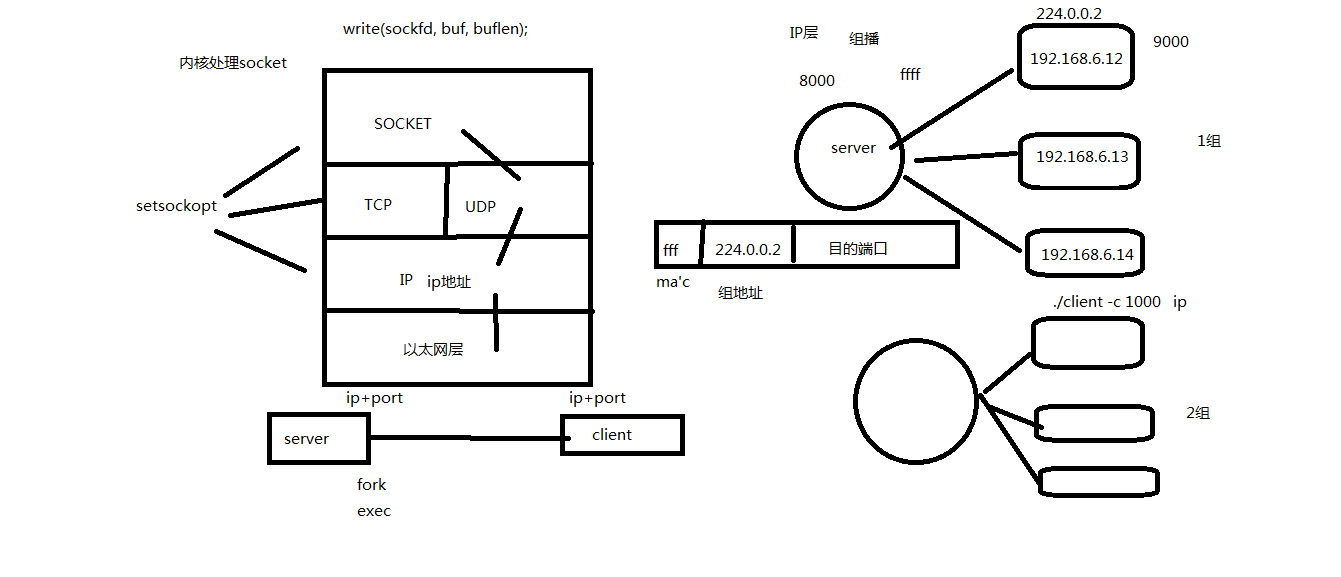 write(sockfd, buf, buflen);
内核处理socket
SOCKET
setsockopt
TCP
UDP
IP
ip地址
以太网层
ip+port
ip+port
server
client
fork
exec
IP层
组播
224.0.0.2
9000
192.168.6.12
8000
ffff
server
1组
192.168.6.13
192.168.6.14
fff
224.0.0.2
目的端口
ma'c
组地址
./client -c 1000 ip
2组